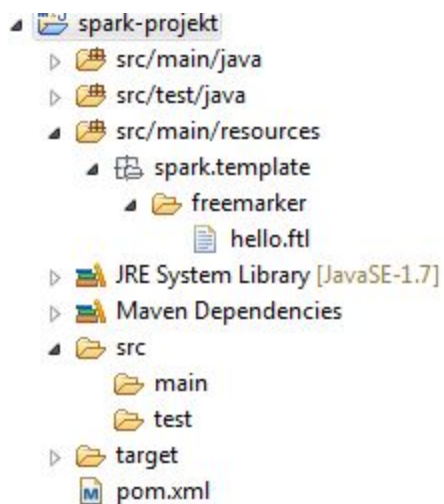 spark-projekt
src/main/java
src/test/java
src/main/resources
spark.template
freemarker
hello.ftl
JRE System Library [JavaSE-1.7]
Maven Dependencies
src
main
test
target
pom.xml